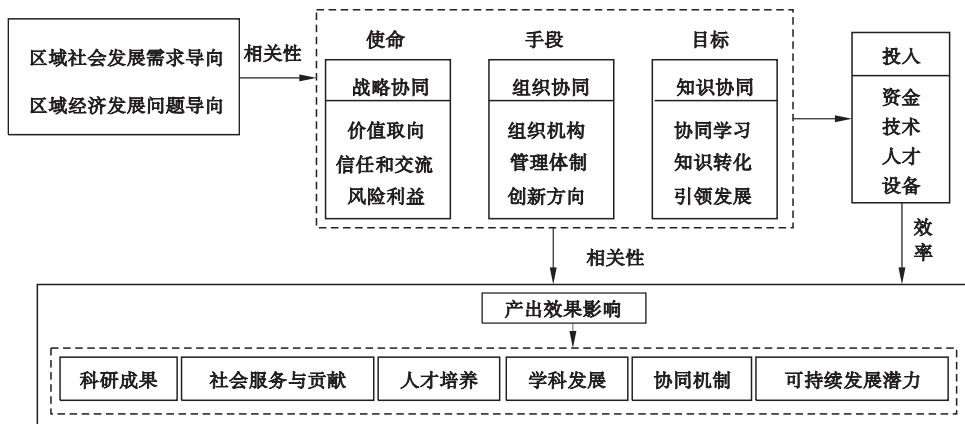 区域社会发展需求导向
区域经济发展问题导向
相关性
使命
战略协同
价值取向
信任和交流
风险利益
手段
组织协同
组织机构
管理体制
创新方向
目标
知识协同
协同学习
知识转化
引领发展
投入
资金
技术
人才
设备
效率
相关性
产出效果影响
科研成果
社会服务与贡献
人才培养
学科发展
协同机制
可持续发展潜力